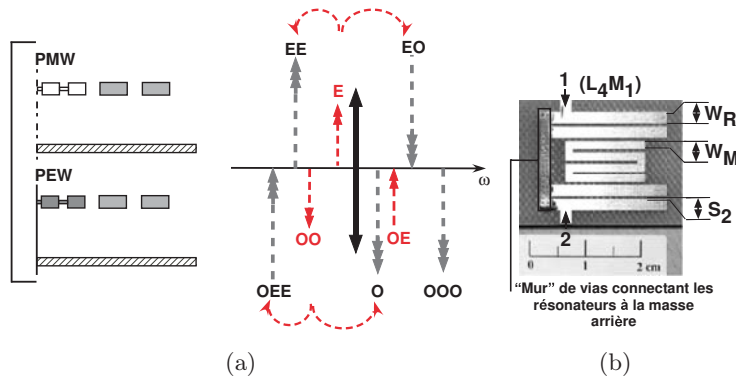 PMW
PEW
EE
EO
E
ω
OO
OE
OEE
O
OOO
(a)
1 (L4M1)
WR
WM
S2
2
0 1 2 cm
“Mur” de vias connectant les
résonateurs à la masse
arrière
(b)